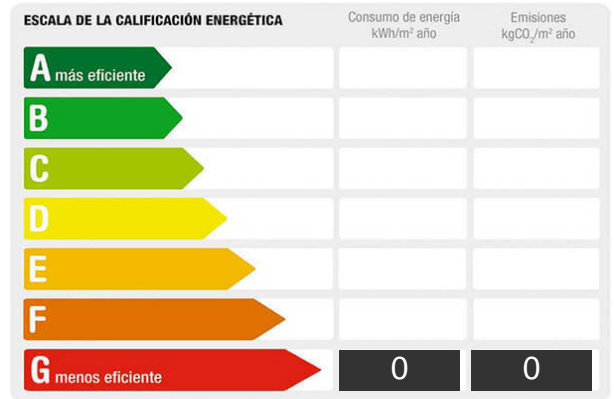 ESCALA DE LA CALIFICACIÓN ENERGÉTICA
Consumo de energía
kWh/m² año
Emisiones
kgCO₂/m² año
A más eficiente
B
C
D
E
F
G menos eficiente
0
0